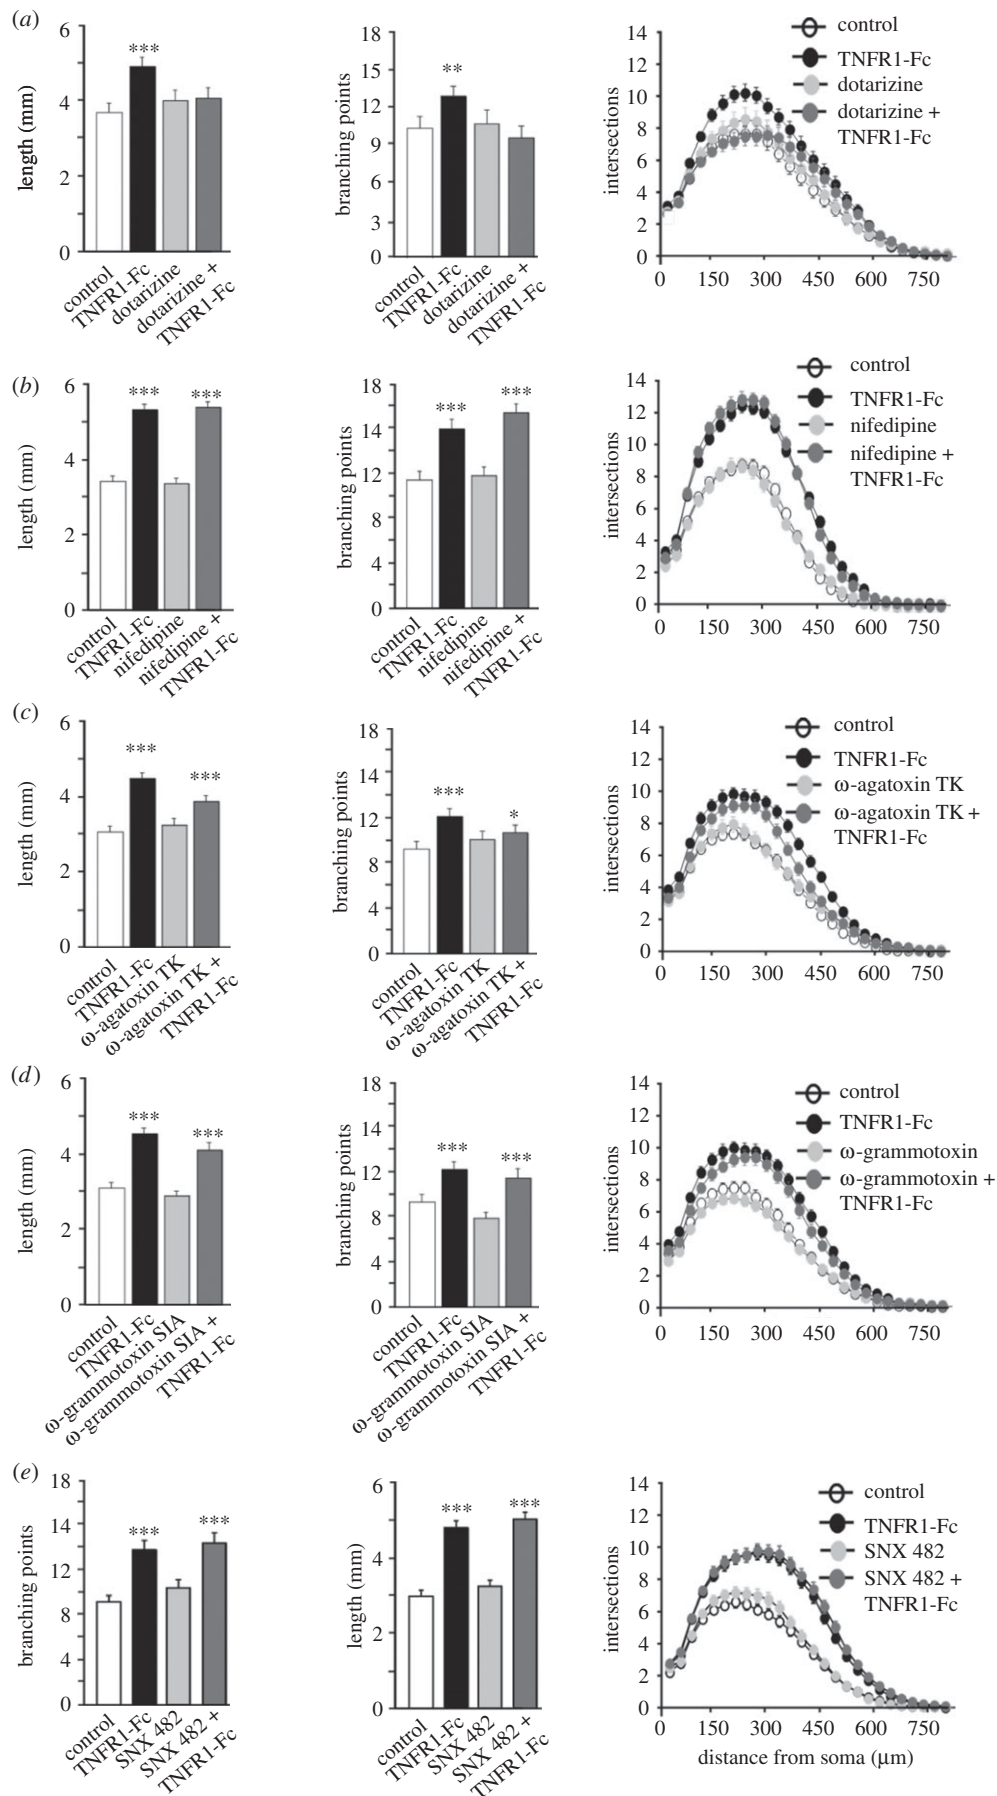 (a)
6
4
2
0
length (mm)
***
control
TNFR1-Fc
dotarizine
dotarizine +
TNFR1-Fc
18
15
12
9
6
3
0
branching points
**
control
TNFR1-Fc
dotarizine
dotarizine +
TNFR1-Fc
14
12
10
8
6
4
2
0
intersections
control
TNFR1-Fc
dotarizine
dotarizine +
TNFR1-Fc
0 150 300 450 600 750
(b)
6
4
2
0
length (mm)
***
***
control
TNFR1-Fc
nifedipine
nifedipine +
TNFR1-Fc
18
14
12
8
4
0
branching points
***
***
control
TNFR1-Fc
nifedipine
nifedipine +
TNFR1-Fc
14
12
10
8
6
4
2
0
intersections
control
TNFR1-Fc
nifedipine
nifedipine +
TNFR1-Fc
0 150 300 450 600 750
(c)
6
4
2
0
length (mm)
***
***
control
TNFR1-Fc
ω-agatoxin TK
ω-agatoxin TK +
TNFR1-Fc
18
14
12
8
4
0
branching points
***
*
control
TNFR1-Fc
ω-agatoxin TK
ω-agatoxin TK +
TNFR1-Fc
14
12
10
8
6
4
2
0
intersections
control
TNFR1-Fc
ω-agatoxin TK
ω-agatoxin TK +
TNFR1-Fc
0 150 300 450 600 750
(d)
6
4
2
0
length (mm)
***
***
control
TNFR1-Fc
ω-grammotoxin SIA
ω-grammotoxin SIA +
TNFR1-Fc
18
14
12
8
4
0
branching points
***
***
control
TNFR1-Fc
ω-grammotoxin SIA
ω-grammotoxin SIA +
TNFR1-Fc
14
12
10
8
6
4
2
0
intersections
control
TNFR1-Fc
ω-grammotoxin
ω-grammotoxin +
TNFR1-Fc
0 150 300 450 600 750
(e)
18
14
12
8
4
0
branching points
***
***
control
TNFR1-Fc
SNX 482
SNX 482 +
TNFR1-Fc
6
4
2
0
length (mm)
***
***
control
TNFR1-Fc
SNX 482
SNX 482 +
TNFR1-Fc
14
12
10
8
6
4
2
0
intersections
control
TNFR1-Fc
SNX 482
SNX 482 +
TNFR1-Fc
0 150 300 450 600 750
distance from soma (μm)